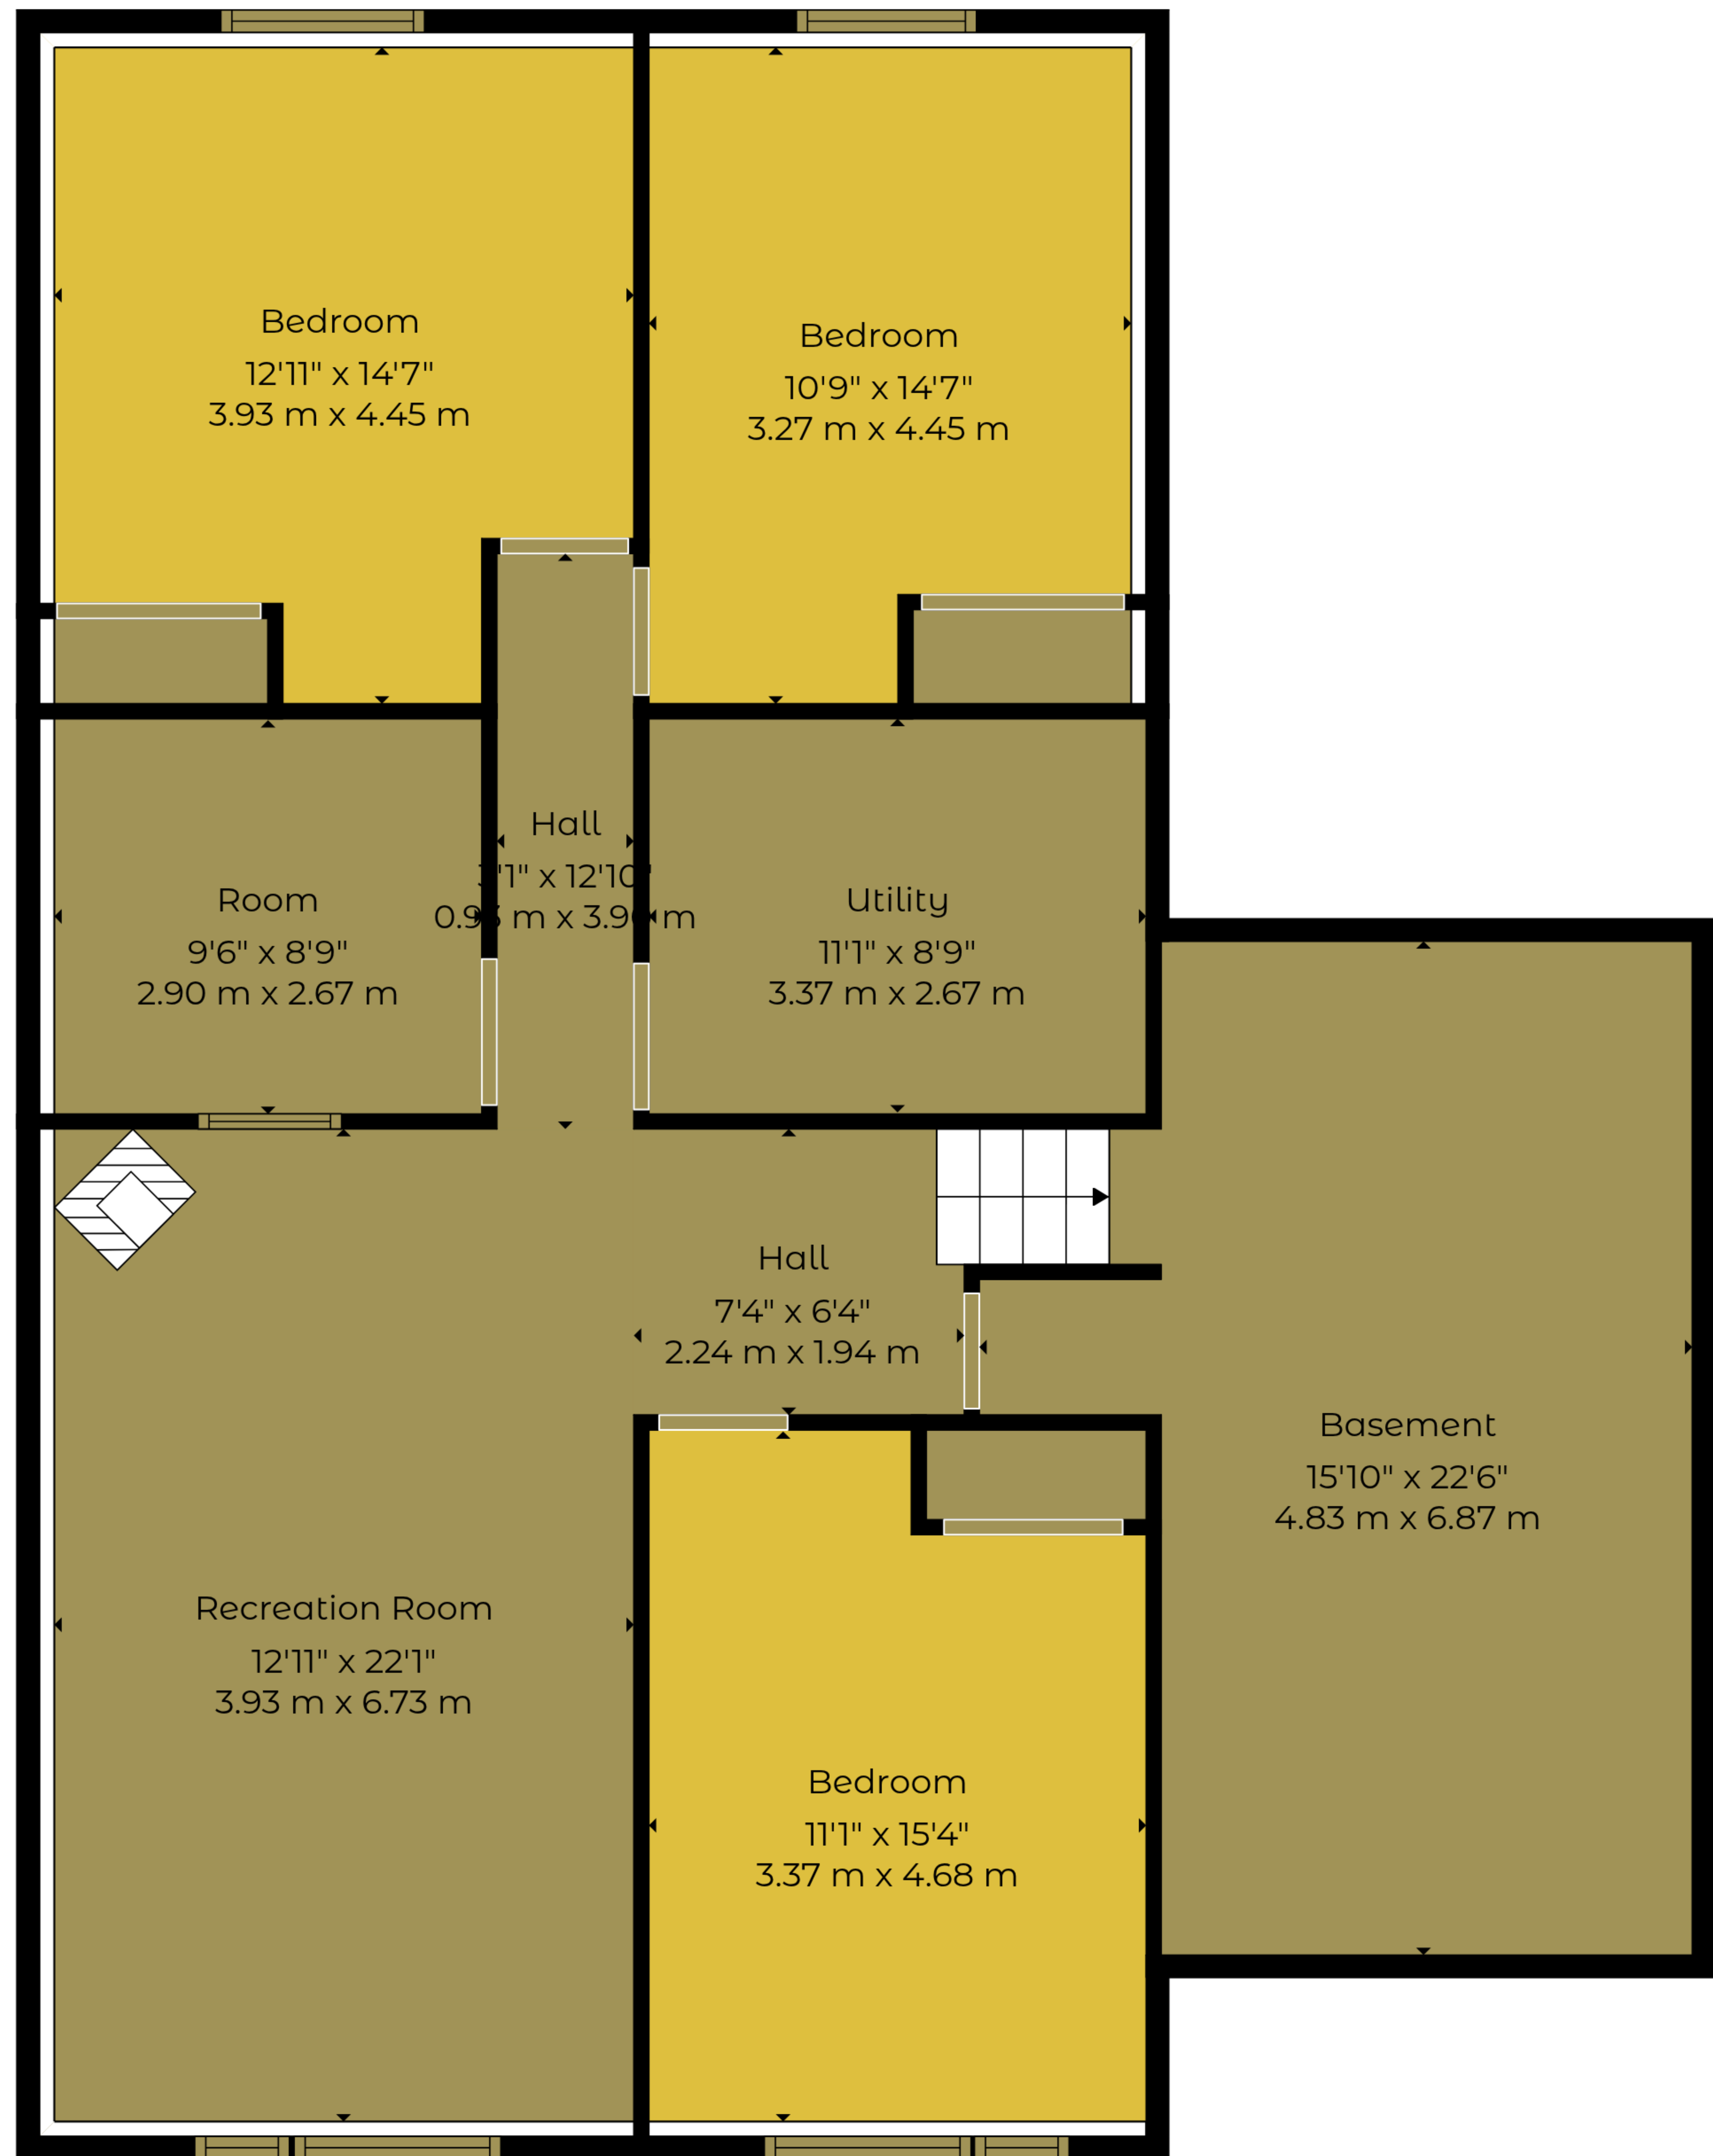 Bedroom
12'11" x 14'7"
3.93 m x 4.45 m
Bedroom
10'9" x 14'7"
3.27 m x 4.45 m
Hall
x 12'10"
m x m
Room
9'6" x 8'9"
2.90 m x 2.67 m
Utility
11'1" x 8'9"
3.37 m x 2.67 m
Hall
7'4" x 6'4"
2.24 m x 1.94 m
Basement
15'10" x 22'6"
4.83 m x 6.87 m
Recreation Room
12'11" x 22'1"
3.93 m x 6.73 m
Bedroom
11'1" x 15'4"
3.37 m x 4.68 m